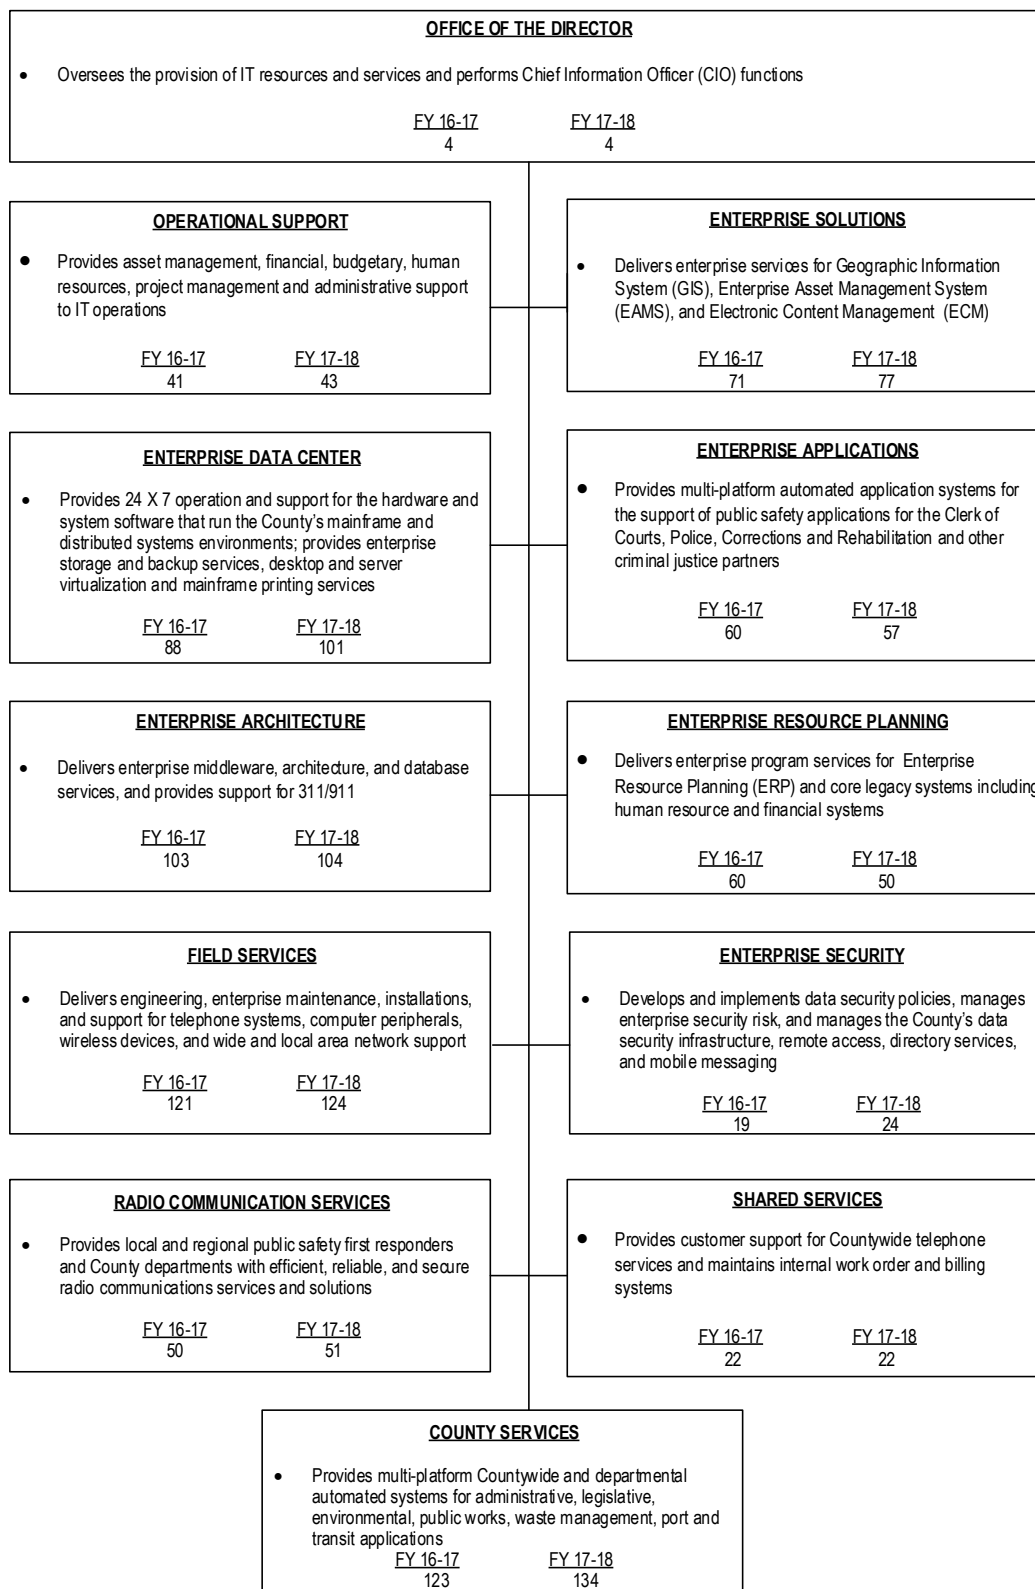 OFFICE OF THE DIRECTOR
• Oversees the provision of IT resources and services and performs Chief Information Officer (CIO) functions
FY 16-17 FY 17-18
4 4
OPERATIONAL SUPPORT
• Provides asset management, financial, budgetary, human
resources, project management and administrative support
to IT operations
FY 16-17 FY 17-18
41 43
ENTERPRISE SOLUTIONS
• Delivers enterprise services for Geographic Information
System (GIS), Enterprise Asset Management System
(EAMS), and Electronic Content Management (ECM)
FY 16-17 FY 17-18
71 77
ENTERPRISE DATA CENTER
• Provides 24 X 7 operation and support for the hardware and
system software that run the County's mainframe and
distributed systems environments; provides enterprise
storage and backup services, desktop and server
virtualization and mainframe printing services
FY 16-17 FY 17-18
88 101
ENTERPRISE APPLICATIONS
• Provides multi-platform automated application systems for
the support of public safety applications for the Clerk of
Courts, Police, Corrections and Rehabilitation and other
criminal justice partners
FY 16-17 FY 17-18
60 57
ENTERPRISE ARCHITECTURE
• Delivers enterprise middleware, architecture, and database
services, and provides support for 311/911
FY 16-17 FY 17-18
103 104
ENTERPRISE RESOURCE PLANNING
• Delivers enterprise program services for Enterprise
Resource Planning (ERP) and core legacy systems including
human resource and financial systems
FY 16-17 FY 17-18
60 50
FIELD SERVICES
• Delivers engineering, enterprise maintenance, installations,
and support for telephone systems, computer peripherals,
wireless devices, and wide and local area network support
FY 16-17 FY 17-18
121 124
ENTERPRISE SECURITY
• Develops and implements data security policies, manages
enterprise security risk, and manages the County's data
security infrastructure, remote access, directory services,
and mobile messaging
FY 16-17 FY 17-18
19 24
RADIO COMMUNICATION SERVICES
• Provides local and regional public safety first responders
and County departments with efficient, reliable, and secure
radio communications services and solutions
FY 16-17 FY 17-18
50 51
SHARED SERVICES
• Provides customer support for Countywide telephone
services and maintains internal work order and billing
systems
FY 16-17 FY 17-18
22 22
COUNTY SERVICES
• Provides multi-platform Countywide and departmental
automated systems for administrative, legislative,
environmental, public works, waste management, port and
transit applications
FY 16-17 FY 17-18
123 134